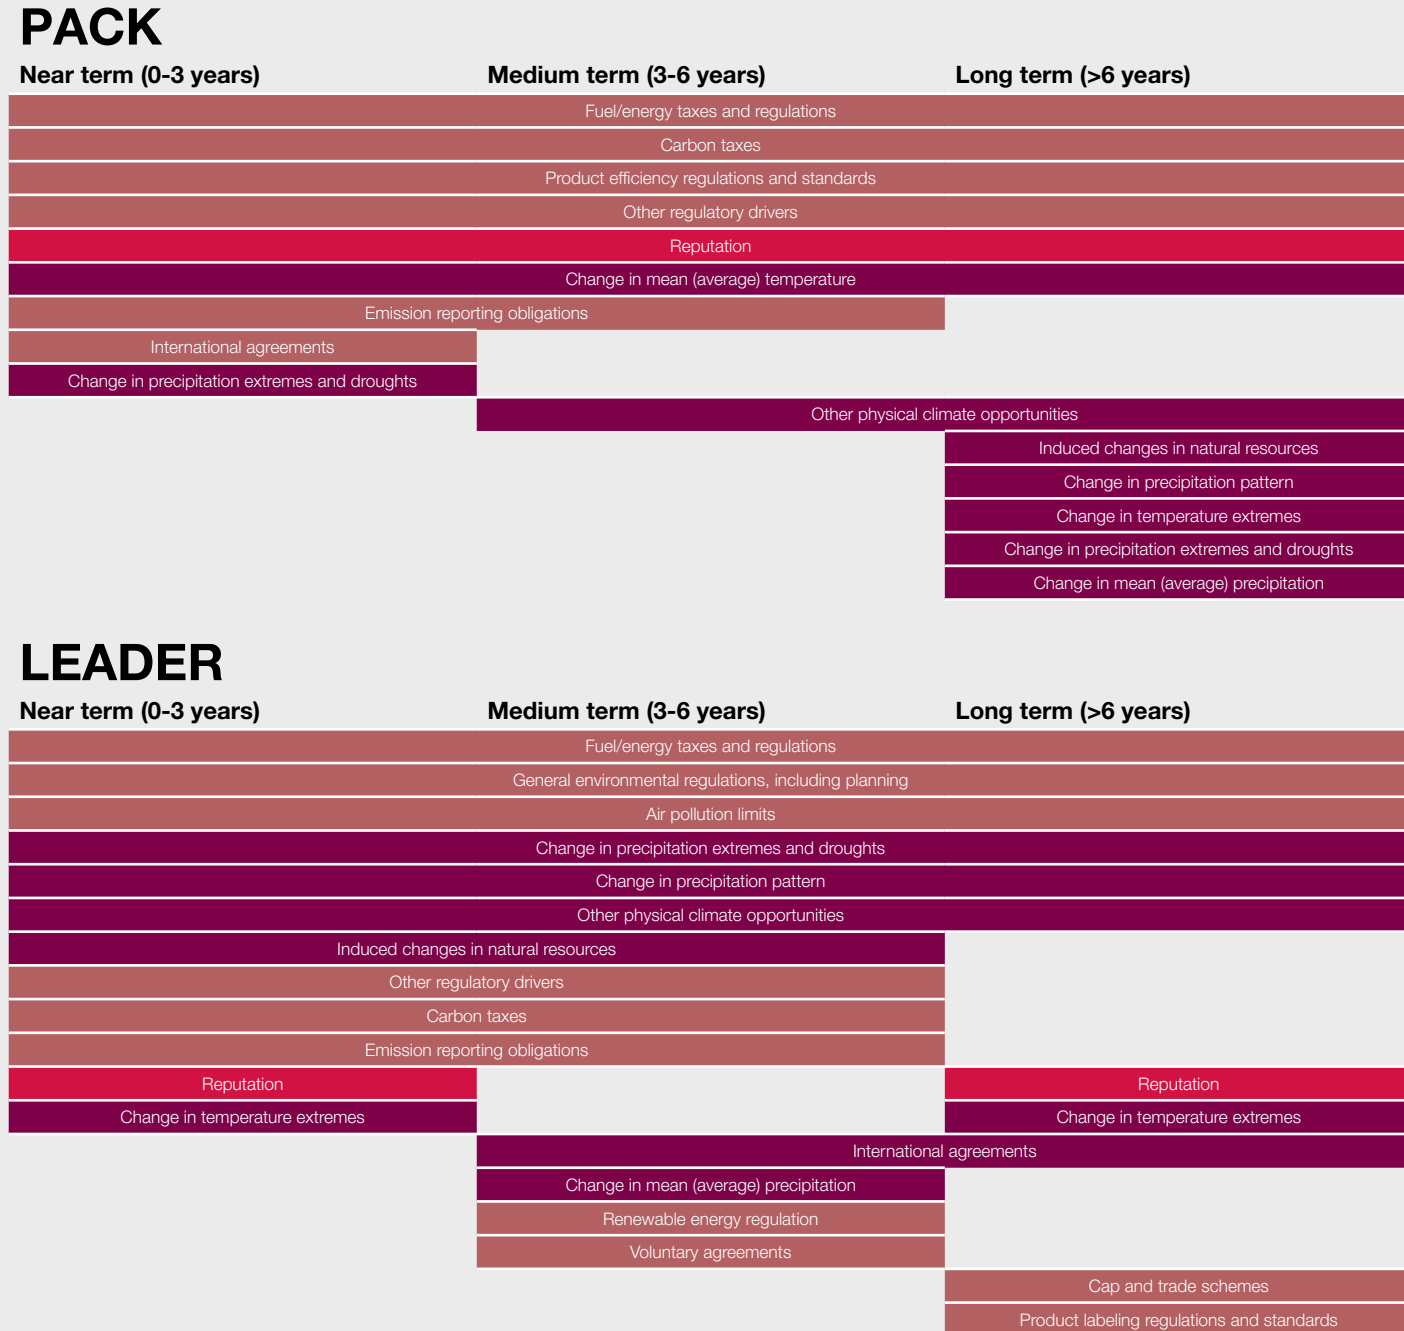 PACK
Near term (0-3 years) Medium term (3-6 years) Long term (>6 years)
Fuel/energy taxes and regulations
Carbon taxes
Product efficiency regulations and standards
Other regulatory drivers
Reputation
Change in mean (average) temperature
Emission reporting obligations
International agreements
Change in precipitation extremes and droughts
Other physical climate opportunities
Induced changes in natural resources
Change in precipitation pattern
Change in temperature extremes
Change in precipitation extremes and droughts
Change in mean (average) precipitation
LEADER
Near term (0-3 years) Medium term (3-6 years) Long term (>6 years)
Fuel/energy taxes and regulations
General environmental regulations, including planning
Air pollution limits
Change in precipitation extremes and droughts
Change in precipitation pattern
Other physical climate opportunities
Induced changes in natural resources
Other regulatory drivers
Carbon taxes
Emission reporting obligations
Reputation Reputation
Change in temperature extremes Change in temperature extremes
International agreements
Change in mean (average) precipitation
Renewable energy regulation
Voluntary agreements
Cap and trade schemes
Product labeling regulations and standards